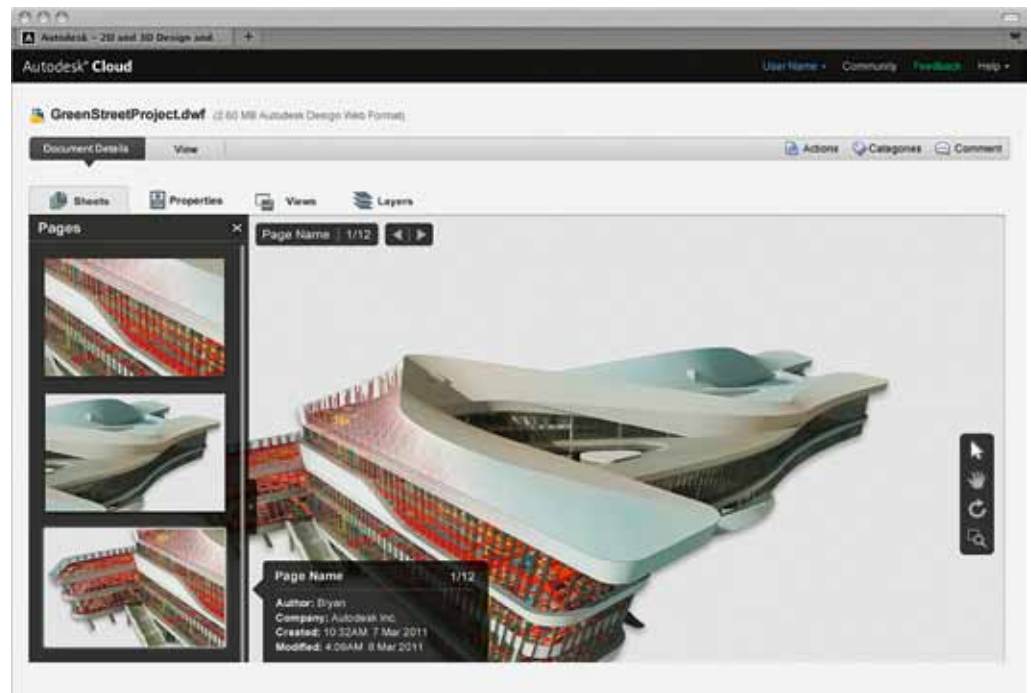 Autodesk - 2D and 3D Design and ...
+
Autodesk® Cloud
User Name
Community
Feedback
Help
GreenStreetProject.dwf (2.60 MB Autodesk Design Web Format)
Document Details
View
Actions
Categories
Comment
Sheets
Properties
Views
Layers
Pages
×
Page Name | 1/12
Page Name 1/12
Author: Bryan
Company: Autodesk Inc.
Created: 10:32AM 7 Mar 2011
Modified: 4:09AM 8 Mar 2011